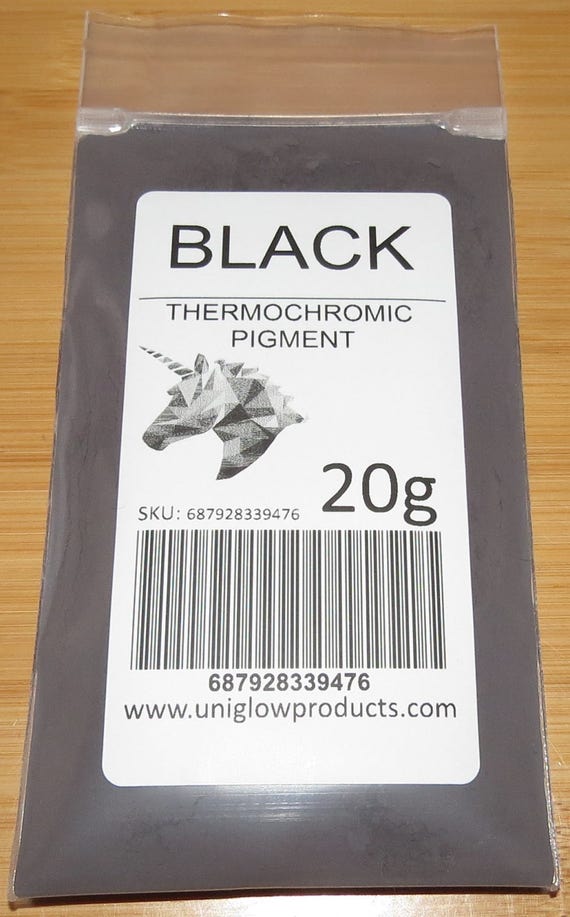 BLACK
THERMOCHROMIC
PIGMENT
20g
SKU: 687928339476
687928339476
www.uniglowproducts.com